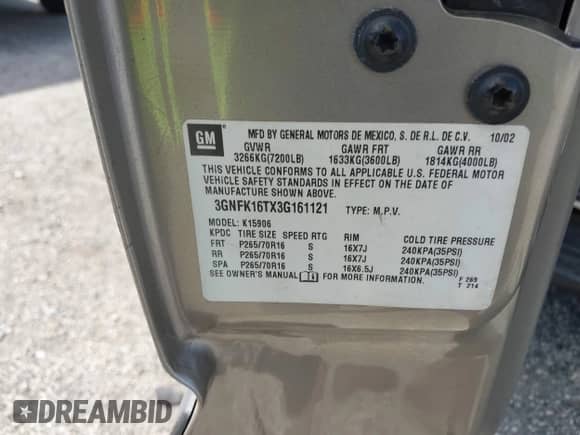 GM
MFD BY GENERAL MOTORS DE MEXICO, S. DE R.L. DE C.V. 10/02
GVWR GAWR FRT GAWR RR
3266KG(7200LB) 1633KG(3600LB) 1814KG(4000LB)
THIS VEHICLE CONFORMS TO ALL APPLICABLE U.S. FEDERAL MOTOR
VEHICLE SAFETY STANDARDS IN EFFECT ON THE DATE OF
MANUFACTURE SHOWN ABOVE.
3GNFK16TX3G161121 TYPE: M.P.V.
MODEL: K15906
KPDC TIRE SIZE SPEED RTG RIM COLD TIRE PRESSURE
FRT P265/70R16 S 16X7J 240KPA(35PSI)
RR P265/70R16 S 16X7J 240KPA(35PSI)
SPA P265/70R16 S 16X6.5J 240KPA(35PSI)
SEE OWNER'S MANUAL FOR MORE INFORMATION.
F 269
T 214
DREAMBID